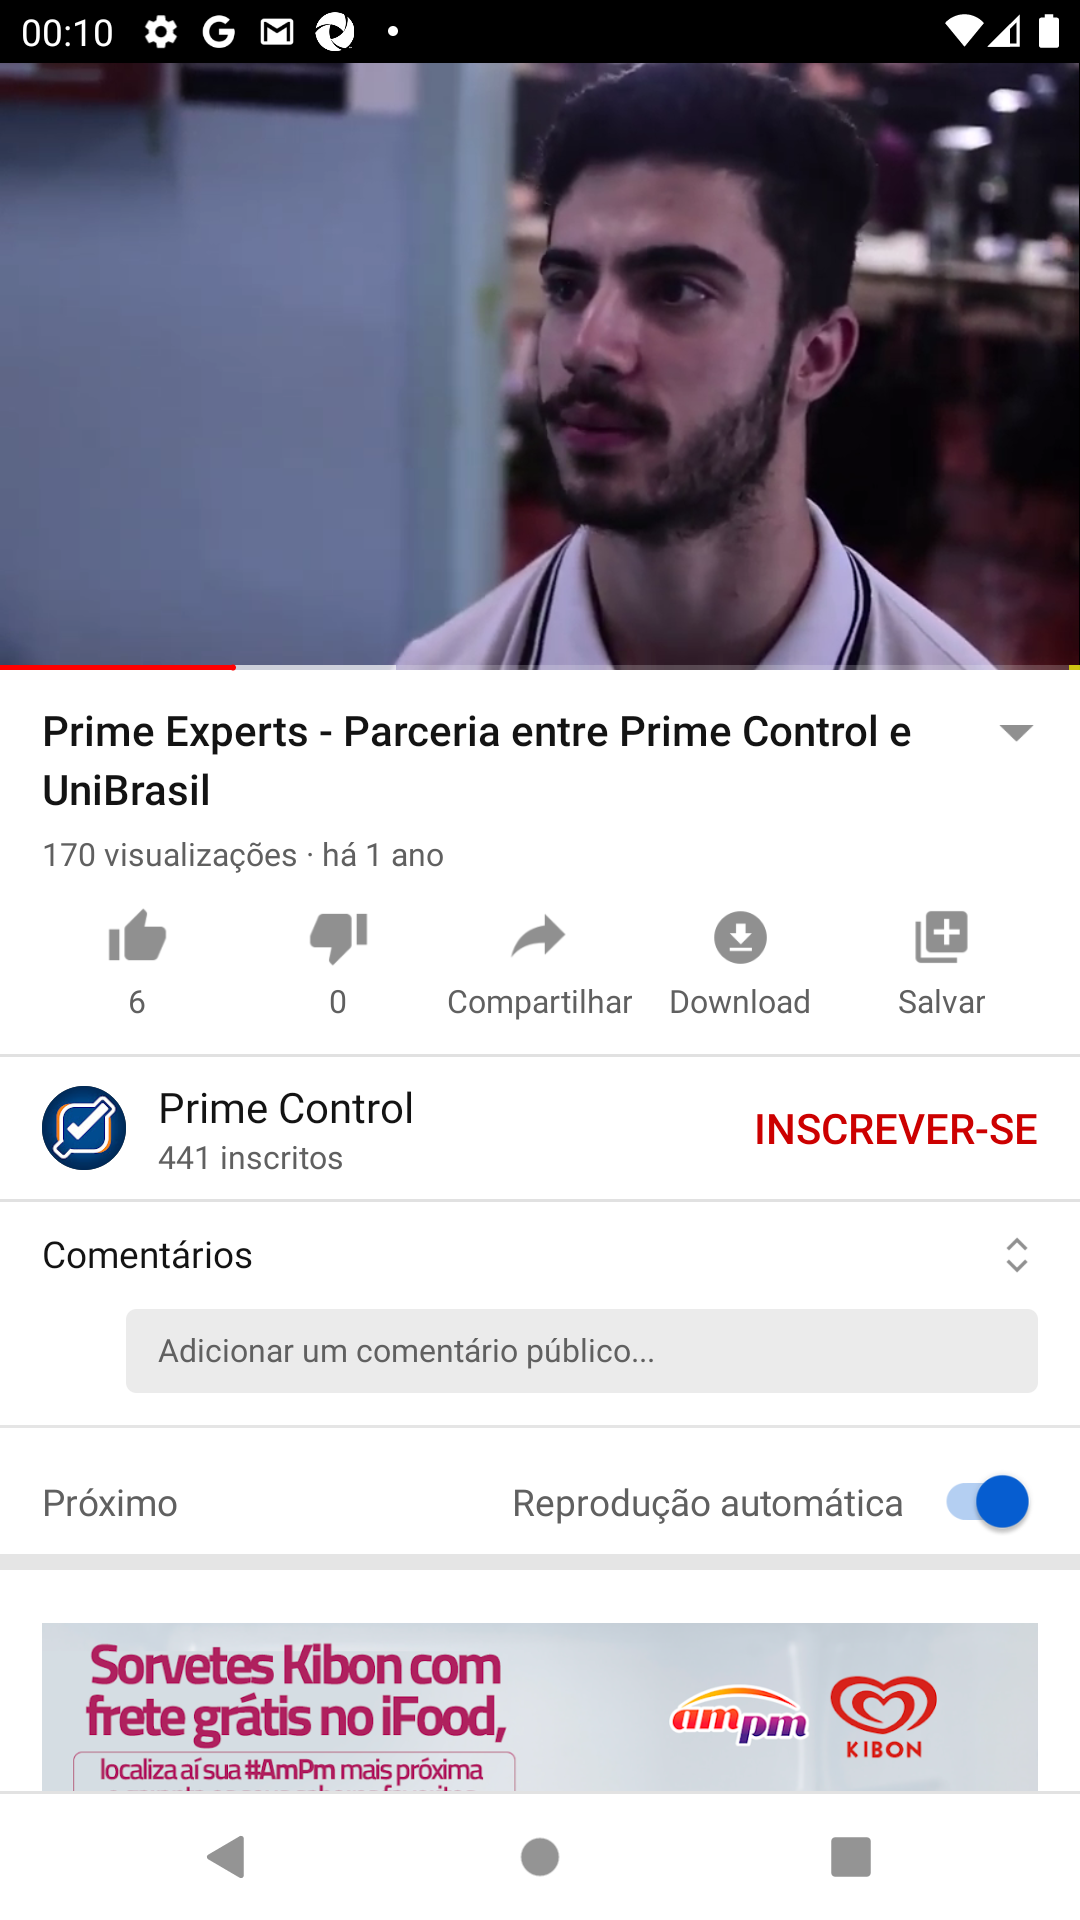 00:10
Prime Experts - Parceria entre Prime Control e
UniBrasil
170 visualizações · há 1 ano
6
0
Compartilhar
Download
Salvar
Prime Control
441 inscritos
INSCREVER-SE
Comentários
Adicionar um comentário público...
Próximo
Reprodução automática
Sorvetes Kibon com
frete grátis no iFood,
localiza aí sua #AmPm mais próxima
ampm
KIBON